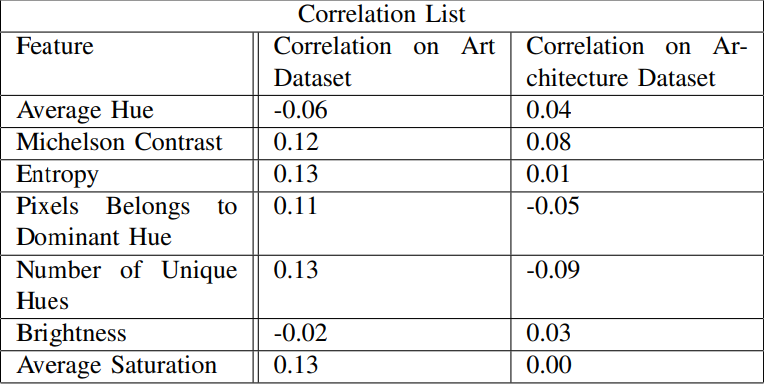 Correlation List
Feature Correlation on Art Correlation on Ar-
Dataset chitecture Dataset
Average Hue -0.06 0.04
Michelson Contrast 0.12 0.08
Entropy 0.13 0.01
Pixels Belongs to 0.11 -0.05
Dominant Hue
Number of Unique 0.13 -0.09
Hues
Brightness -0.02 0.03
Average Saturation 0.13 0.00